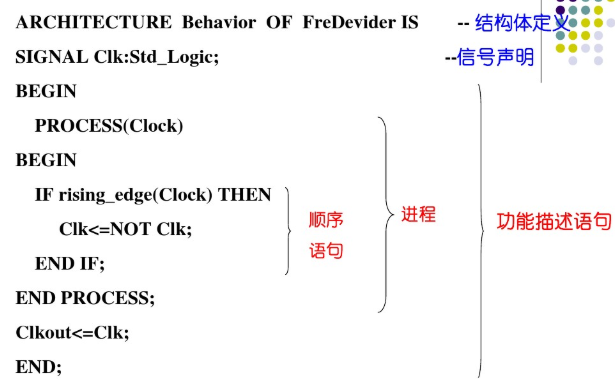 ARCHITECTURE Behavior OF FreDevider IS -- 结构体定义
SIGNAL Clk:Std_Logic; --信号声明
BEGIN
PROCESS(Clock)
BEGIN
IF rising_edge(Clock) THEN
Clk<=NOT Clk;
END IF;
END PROCESS;
Clkout<=Clk;
END;
顺序
语句
进程
功能描述语句